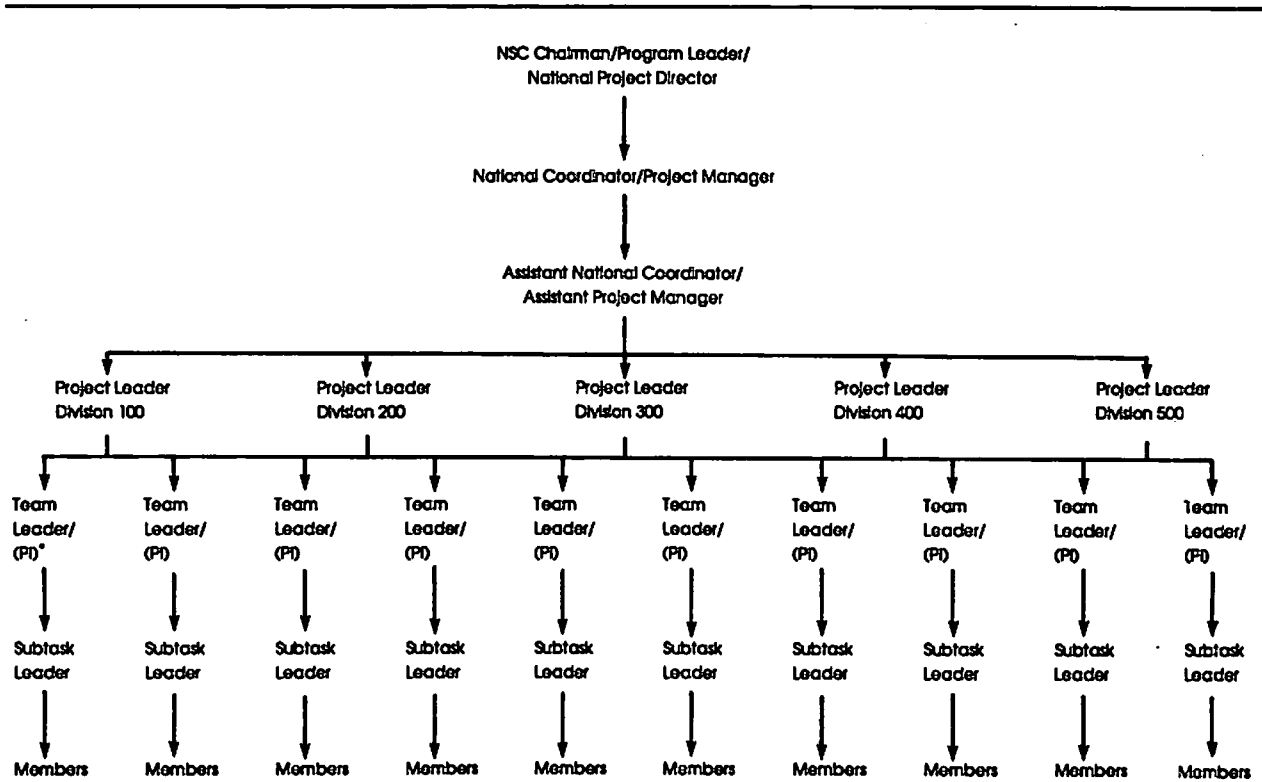 NSC Chairman/Program Leader/
National Project Director
National Coordinator/Project Manager
Assistant National Coordinator/
Assistant Project Manager
Project Leader
Division 100
Project Leader
Division 200
Project Leader
Division 300
Project Leader
Division 400
Project Leader
Division 500
Team
Leader/
(PI)*
Team
Leader/
(PI)
Team
Leader/
(PI)
Team
Leader/
(PI)
Team
Leader/
(PI)
Team
Leader/
(PI)
Team
Leader/
(PI)
Team
Leader/
(PI)
Team
Leader/
(PI)
Team
Leader/
(PI)
Subtask
Leader
Subtask
Leader
Subtask
Leader
Subtask
Leader
Subtask
Leader
Subtask
Leader
Subtask
Leader
Subtask
Leader
Subtask
Leader
Subtask
Leader
Members
Members
Members
Members
Members
Members
Members
Members
Members
Members